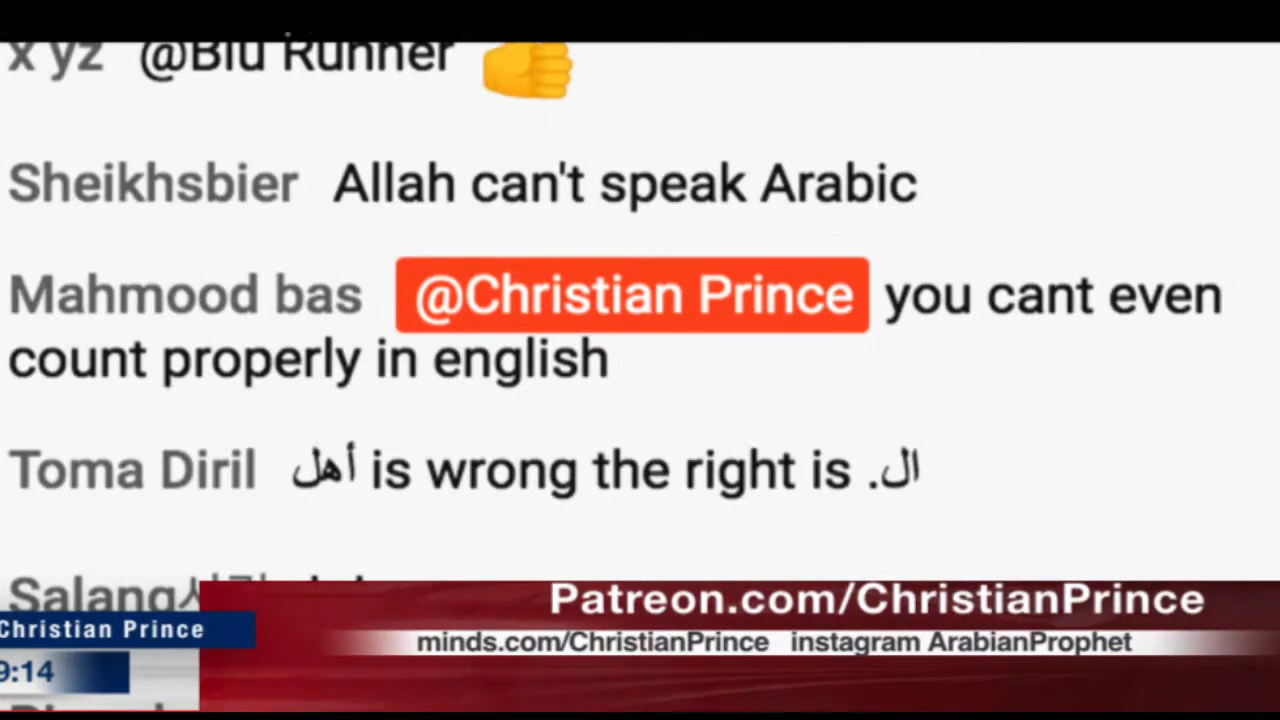 x yz @Blu Runner
Sheikhsbier Allah can't speak Arabic
Mahmood bas @Christian Prince you cant even
count properly in english
Toma Diril أهل is wrong the right is .ال
Salang
Patreon.com/ChristianPrince
Christian Prince
minds.com/ChristianPrince instagram ArabianProphet
9:14